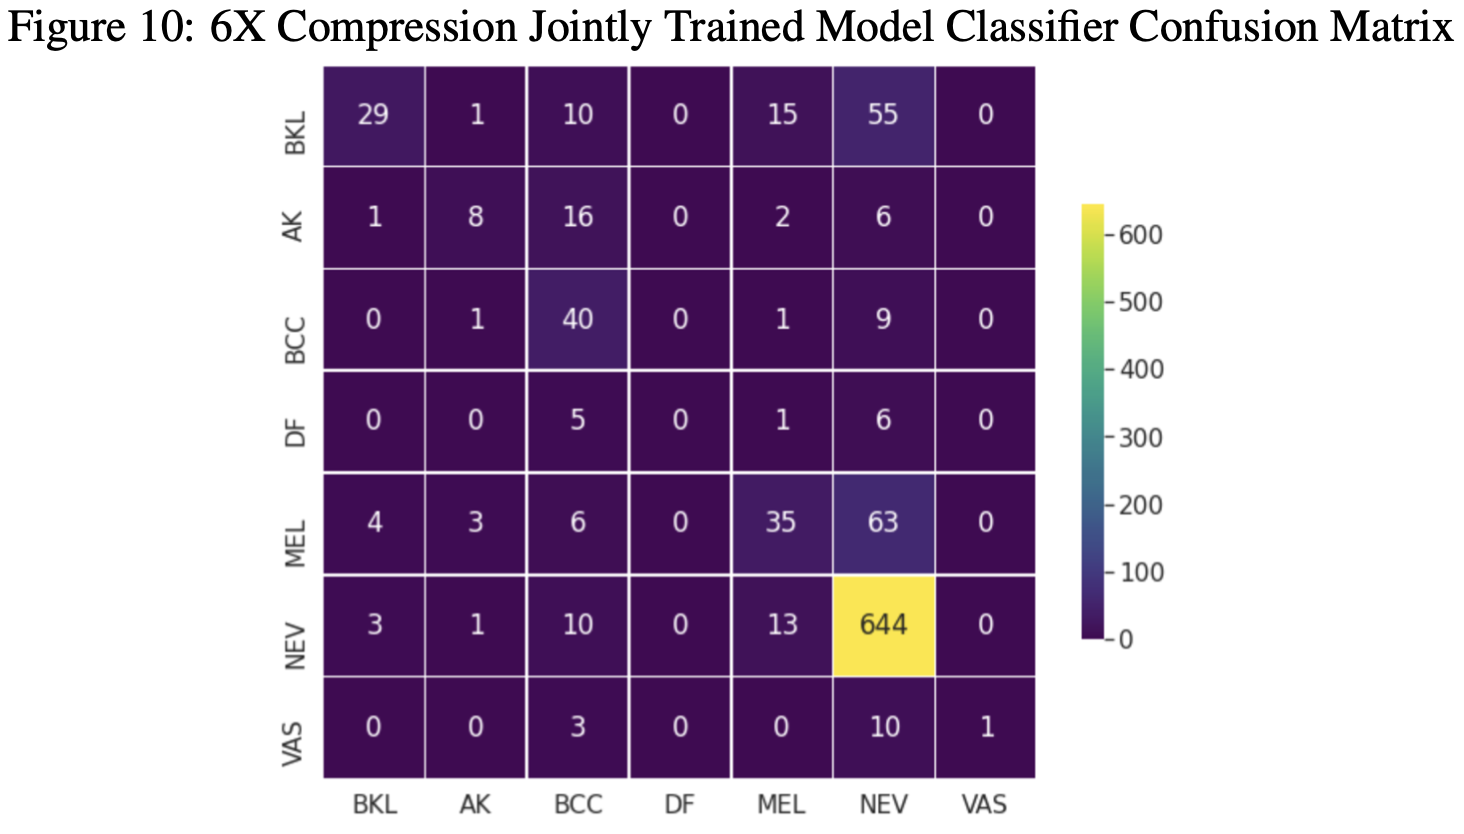 Figure 10: 6X Compression Jointly Trained Model Classifier Confusion Matrix
BKL 29 1 10 0 15 55 0
AK 1 8 16 0 2 6 0
BCC 0 1 40 0 1 9 0
DF 0 0 5 0 1 6 0
MEL 4 3 6 0 35 63 0
NEV 3 1 10 0 13 644 0
VAS 0 0 3 0 0 10 1
BKL AK BCC DF MEL NEV VAS
600
500
400
300
200
100
0